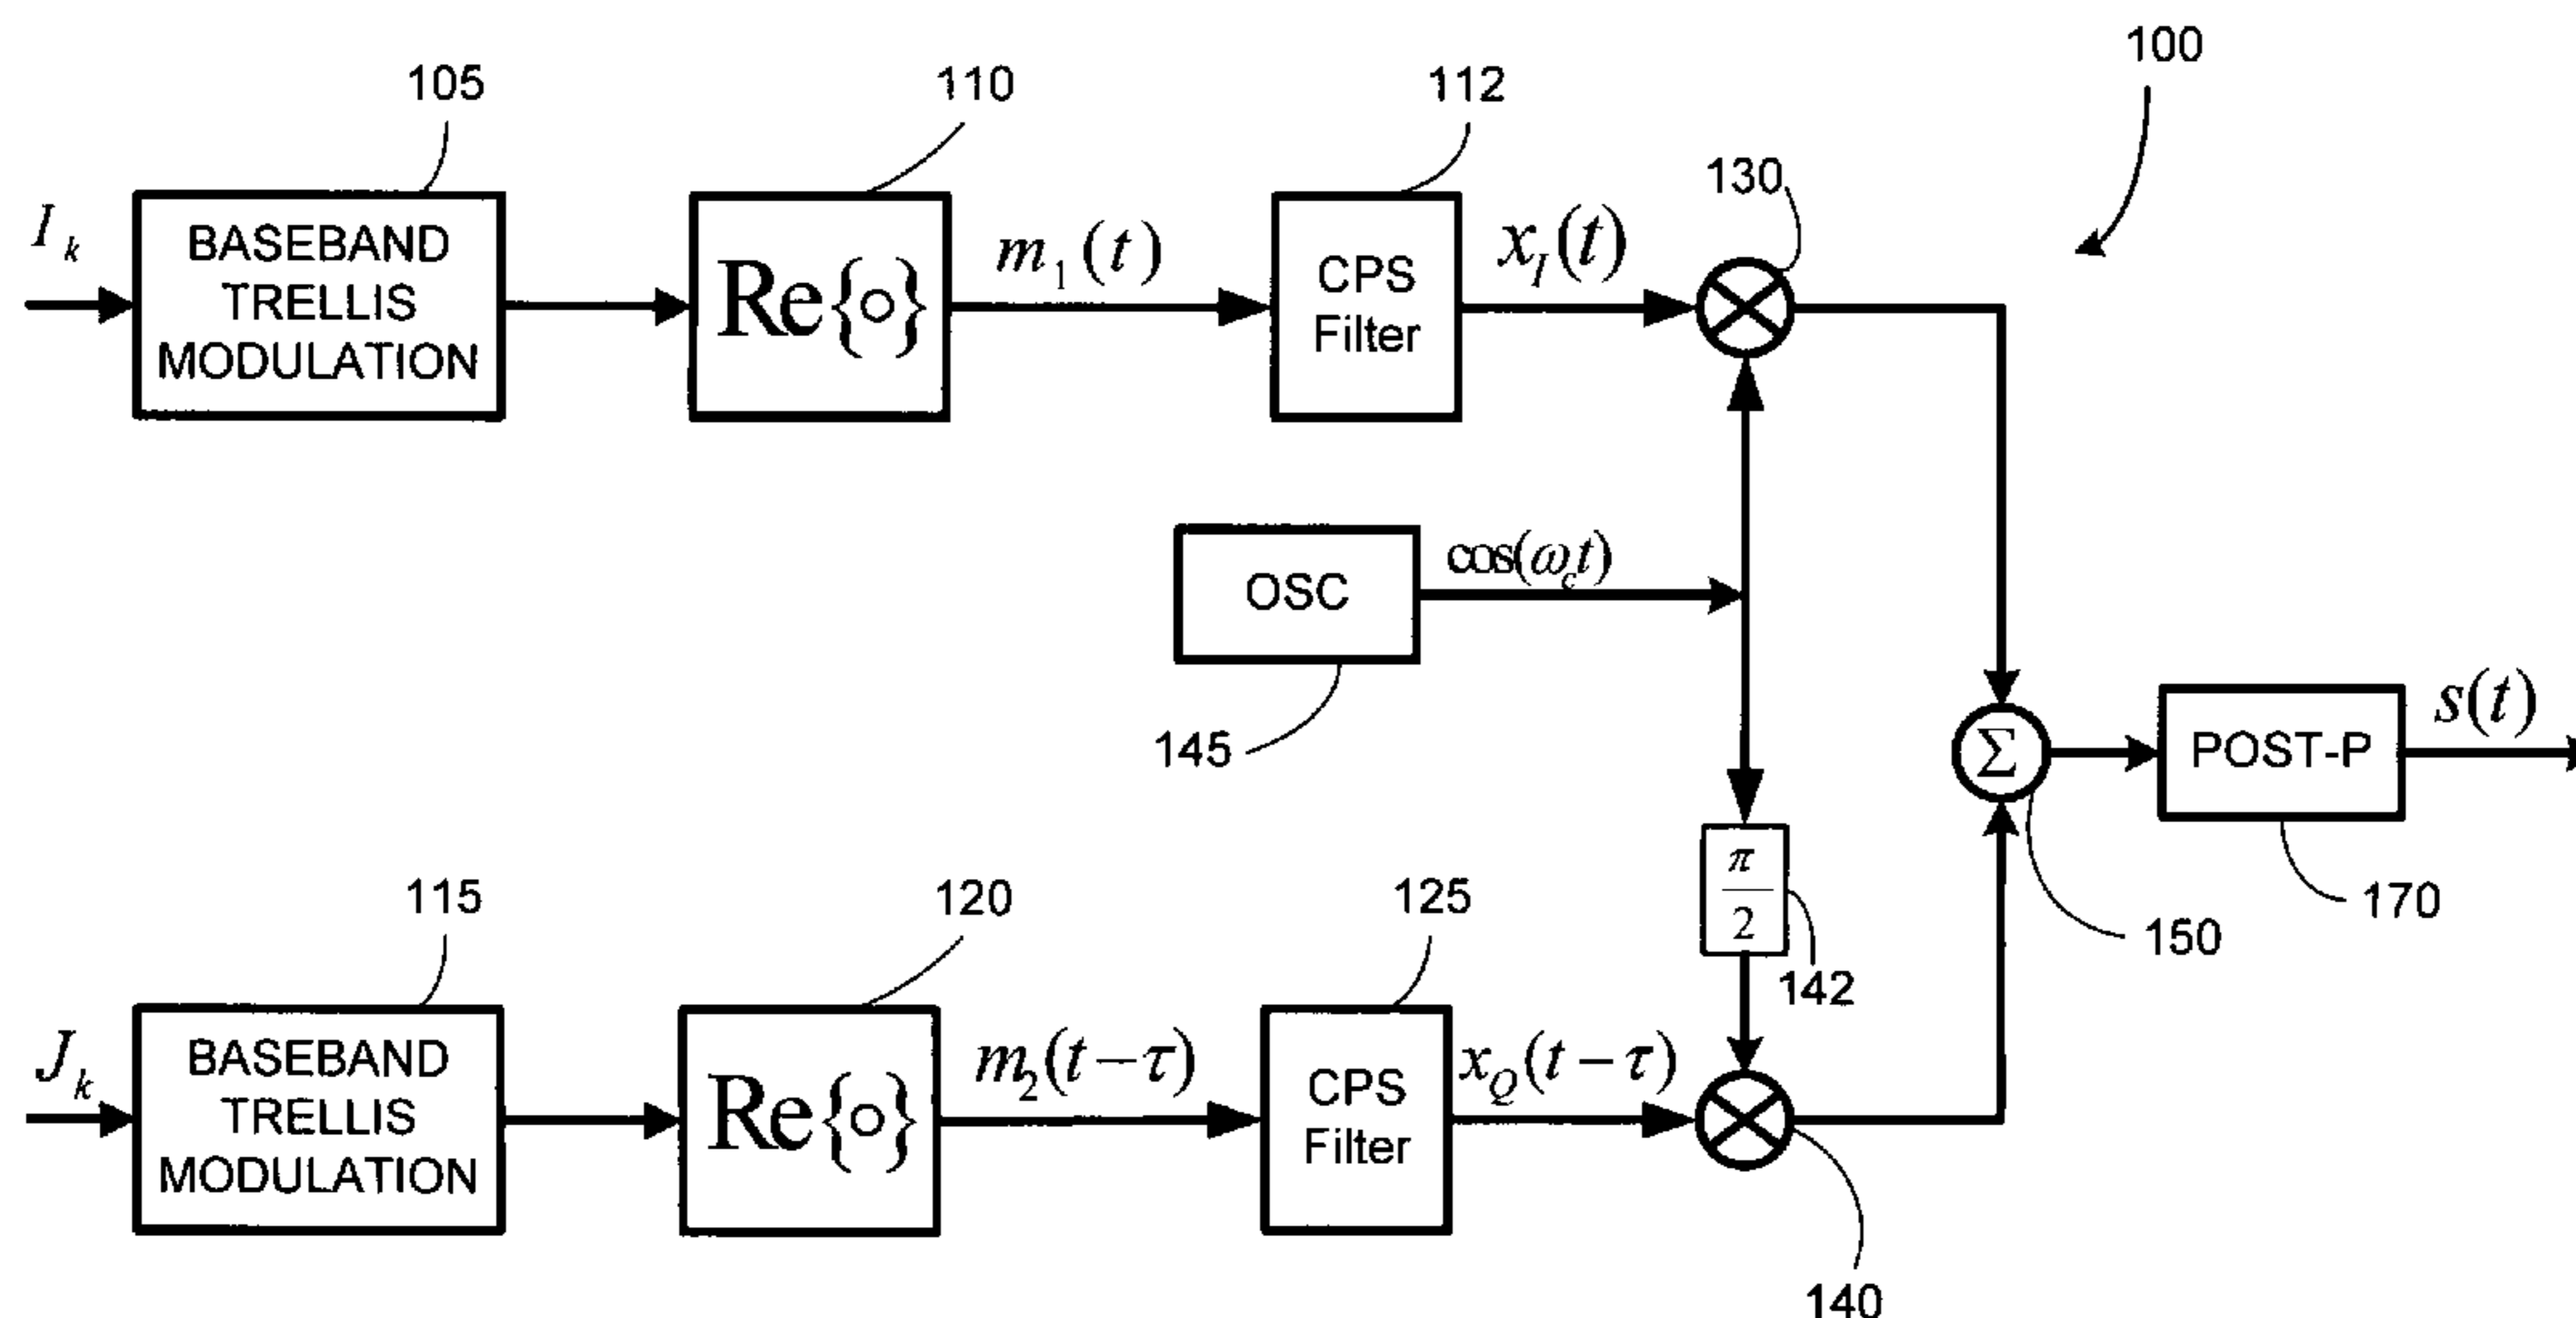 100
105
110
112
130
I_k
BASEBAND
TRELLIS
MODULATION
Re{∘}
m_1(t)
CPS
Filter
x_I(t)
OSC
cos(ω_c t)
145
Σ
POST-P
s(t)
π
2
142
150
170
115
120
125
J_k
BASEBAND
TRELLIS
MODULATION
Re{∘}
m_2(t−τ)
CPS
Filter
x_Q(t−τ)
140